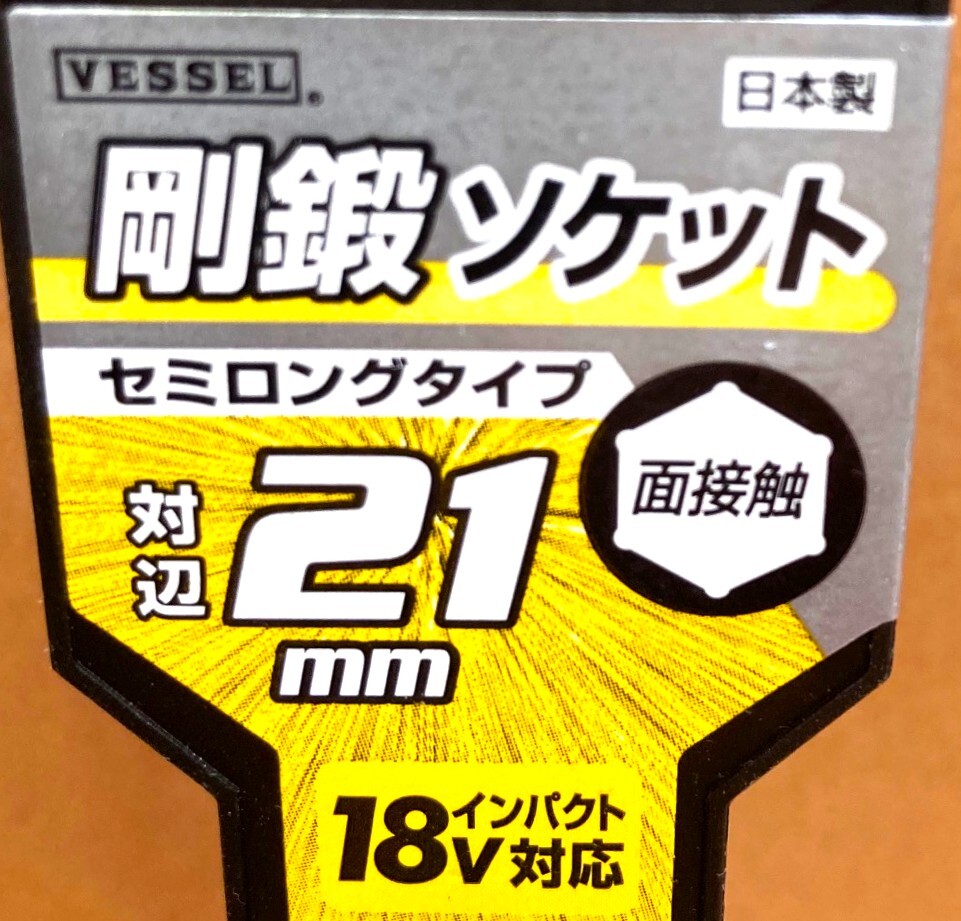 VESSEL®
日本製
剛鍛ソケット
セミロングタイプ
対辺 21 mm
面接触
18V インパクト対応